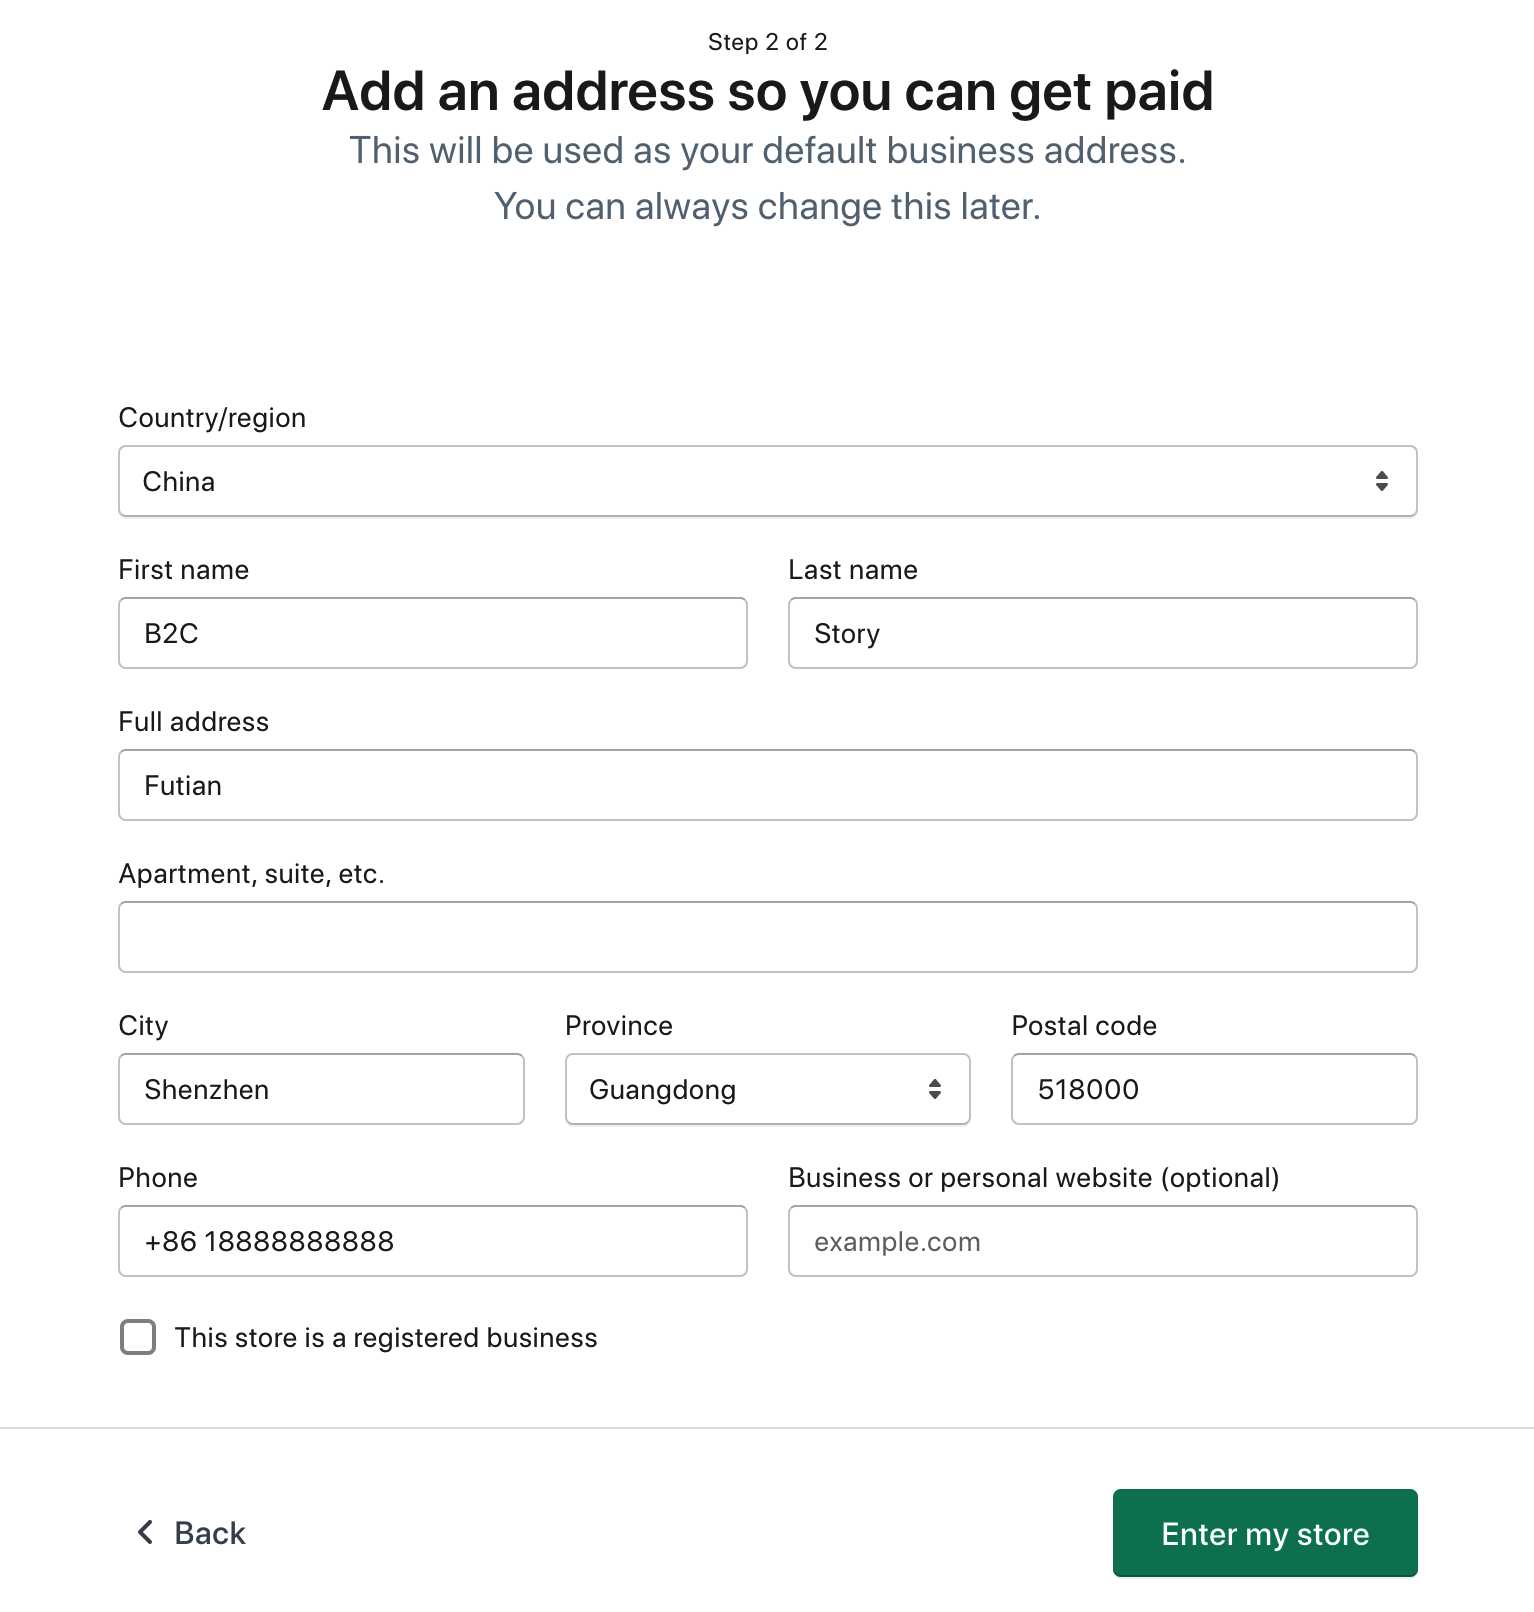 Step 2 of 2
Add an address so you can get paid
This will be used as your default business address.
You can always change this later.
Country/region
China
First name
Last name
B2C
Story
Full address
Futian
Apartment, suite, etc.
City
Province
Postal code
Shenzhen
Guangdong
518000
Phone
Business or personal website (optional)
+86 18888888888
example.com
This store is a registered business
Back
Enter my store